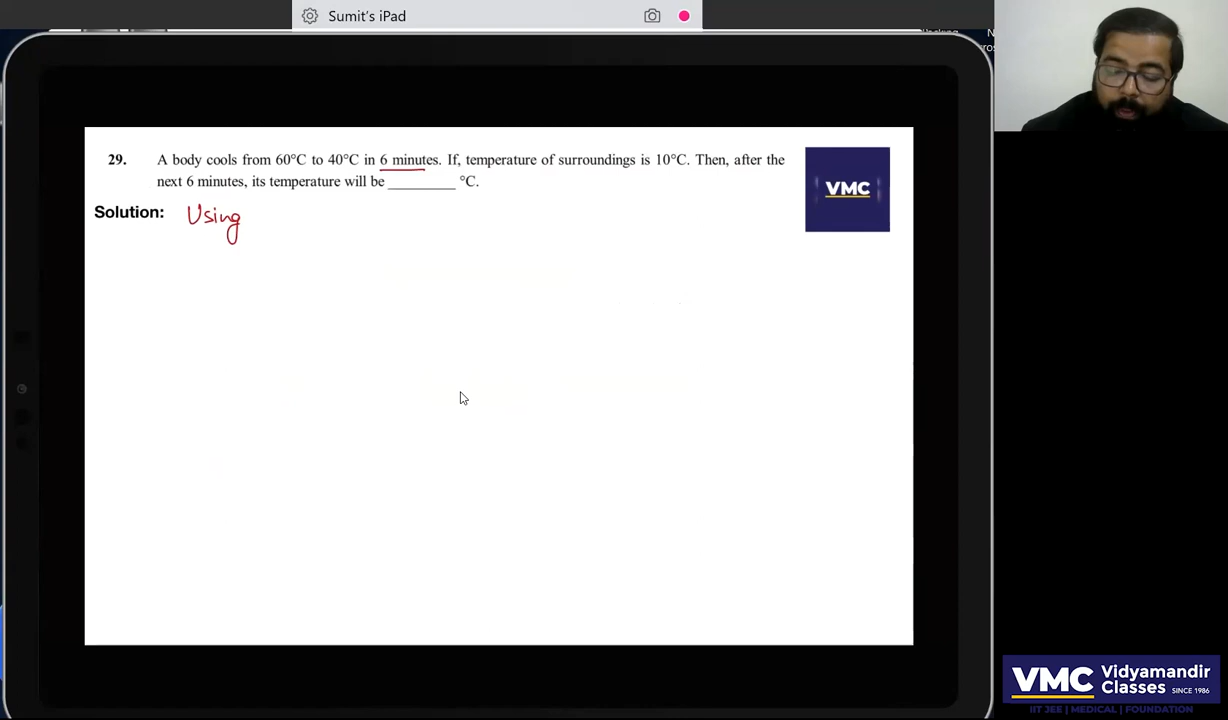 Sumit's iPad
29. A body cools from 60°C to 40°C in 6 minutes. If, temperature of surroundings is 10°C. Then, after the
next 6 minutes, its temperature will be __________ °C.
VMC
Solution: Using
VMC Vidyamandir Classes SINCE 1986
IIT JEE | MEDICAL | FOUNDATION